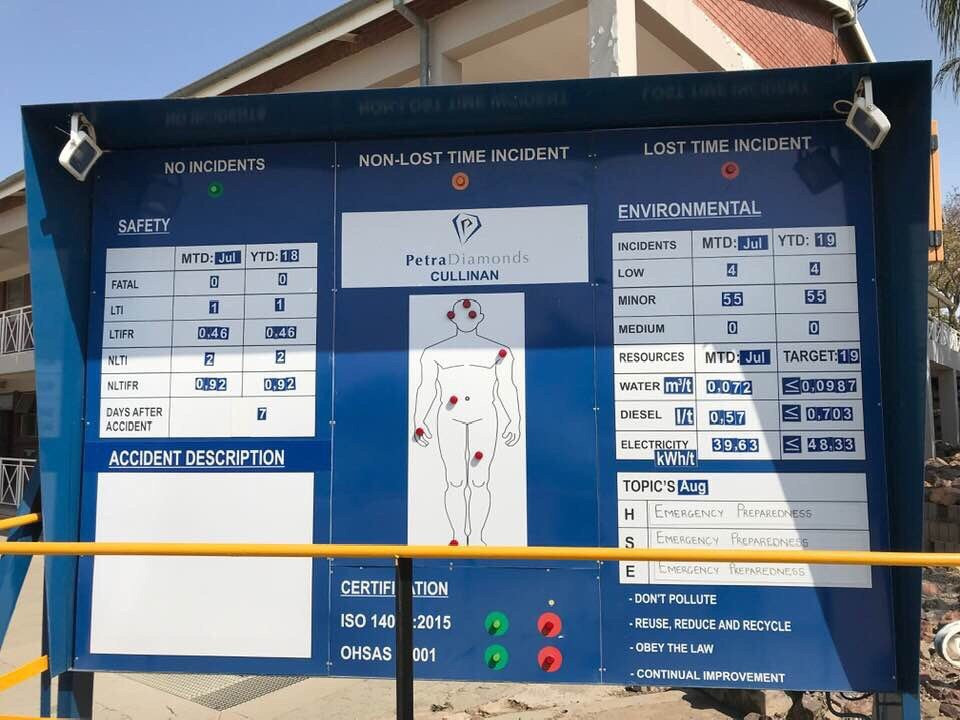 NO INCIDENTS
NON-LOST TIME INCIDENT
LOST TIME INCIDENT
SAFETY
MTD: Jul YTD: 18
FATAL 0 0
LTI 1 1
LTIFR 0,46 0,46
NLTI 2 2
NLTIFR 0,92 0,92
DAYS AFTER
ACCIDENT 7
ACCIDENT DESCRIPTION
PetraDiamonds
CULLINAN
CERTIFICATION
ISO 140 :2015
OHSAS 001
ENVIRONMENTAL
INCIDENTS MTD: Jul YTD: 19
LOW 4 4
MINOR 55 55
MEDIUM 0 0
RESOURCES MTD: Jul TARGET: 19
WATER m³/t 0.072 ≤0,0987
DIESEL l/t 0,57 ≤ 0,703
ELECTRICITY kWh/t 39,63 ≤ 48,33
TOPIC'S Aug
H EMERGENCY PREPAREDNESS
S EMERGENCY PREPAREDNESS
E EMERGENCY PREPAREDNESS
- DON'T POLLUTE
- REUSE, REDUCE AND RECYCLE
- OBEY THE LAW
- CONTINUAL IMPROVEMENT